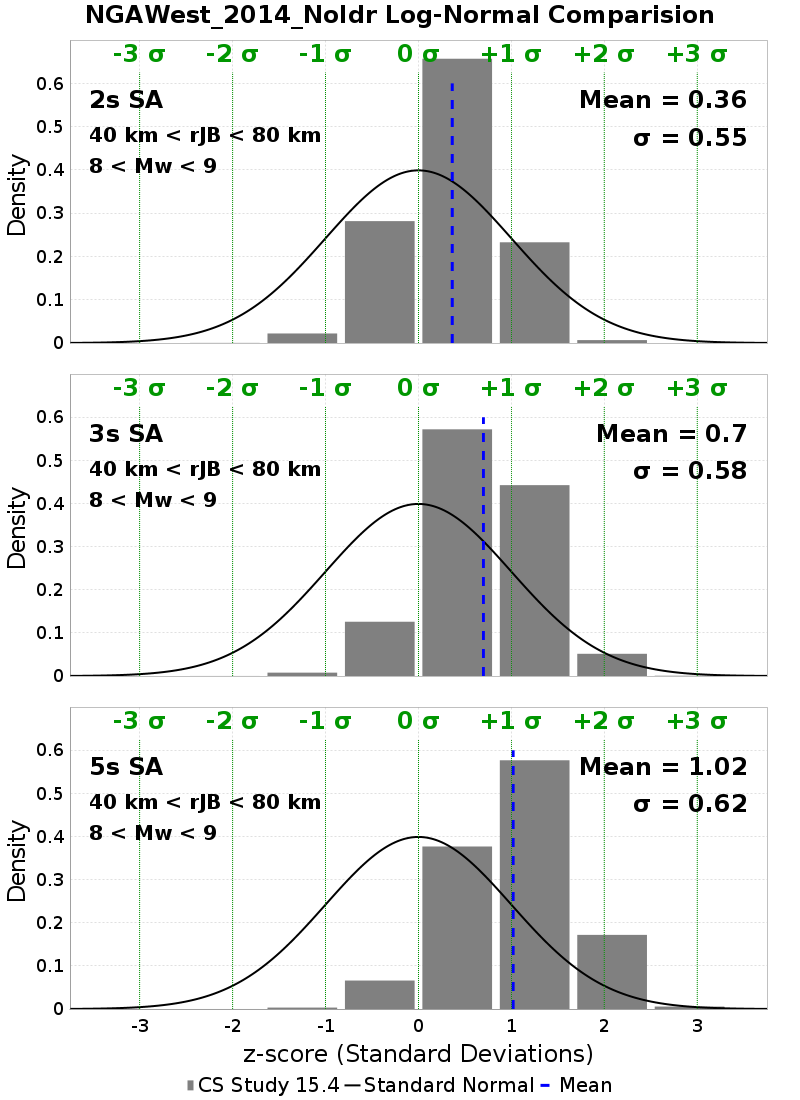 NGAWest_2014_NoIdr Log-Normal Comparision
-3 σ -2 σ -1 σ 0 σ +1 σ +2 σ +3 σ
2s SA
Mean = 0.36
40 km < rJB < 80 km
σ = 0.55
8 < Mw < 9
0.6
0.5
0.4
0.3
0.2
0.1
0
Density
-3 σ -2 σ -1 σ 0 σ +1 σ +2 σ +3 σ
3s SA
Mean = 0.7
40 km < rJB < 80 km
σ = 0.58
8 < Mw < 9
0.6
0.5
0.4
0.3
0.2
0.1
0
Density
-3 σ -2 σ -1 σ 0 σ +1 σ +2 σ +3 σ
5s SA
Mean = 1.02
40 km < rJB < 80 km
σ = 0.62
8 < Mw < 9
0.6
0.5
0.4
0.3
0.2
0.1
0
Density
-3 -2 -1 0 1 2 3
z-score (Standard Deviations)
CS Study 15.4 Standard Normal Mean